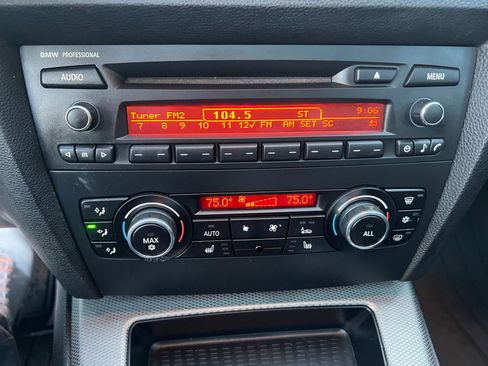 BMW PROFESSIONAL
AUDIO
MENU
Tuner FM2 104.5 ST 9:06
7 8 9 10 11 12V FM AM SET SC
75.0° 75.0°
MAX
AUTO
ALL